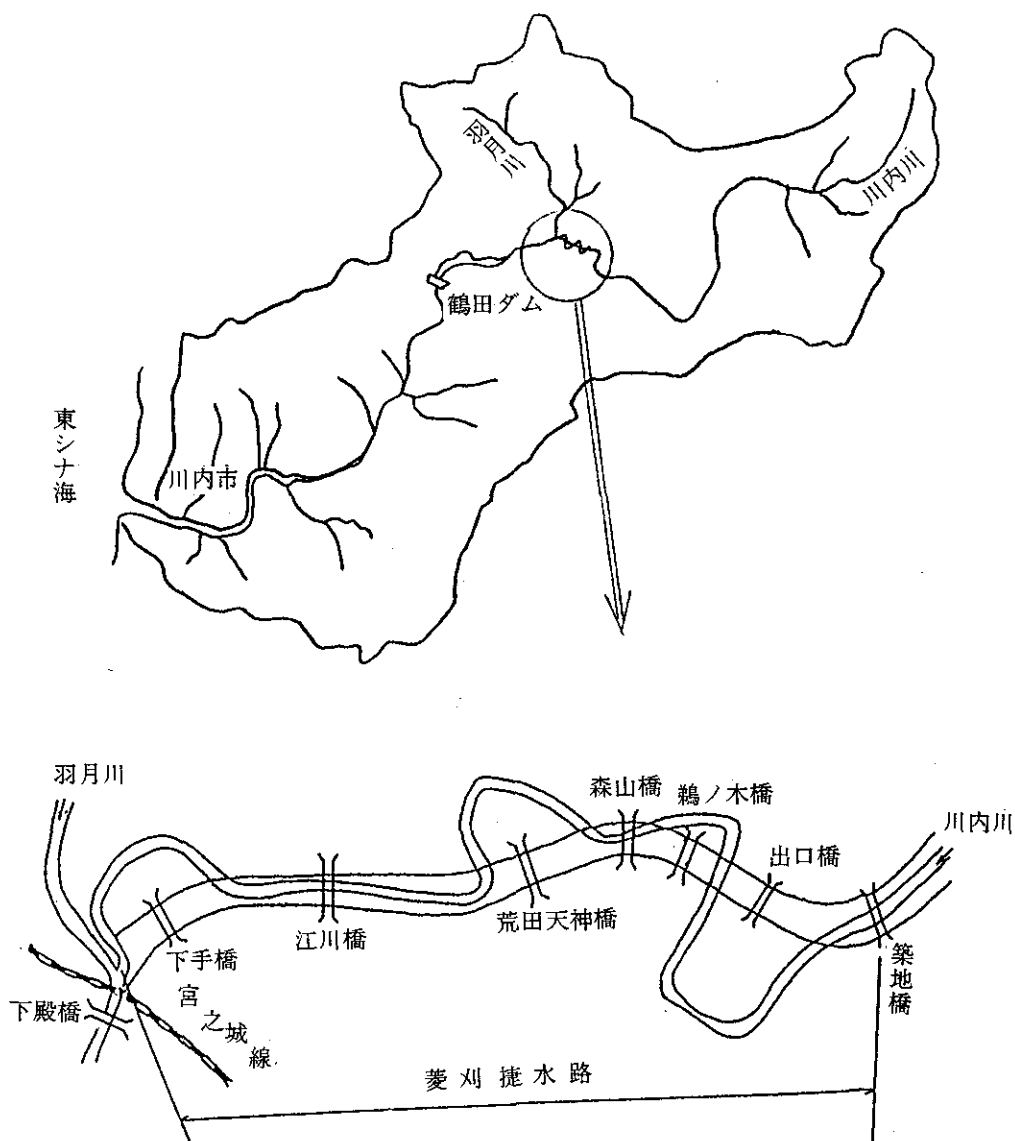 羽月川
川内川
鶴田ダム
東シナ海
川内市
羽月川
森山橋
鵜ノ木橋
川内川
出口橋
荒田天神橋
江川橋
下手橋
築地橋
下殿橋
宮之城線
菱刈捷水路